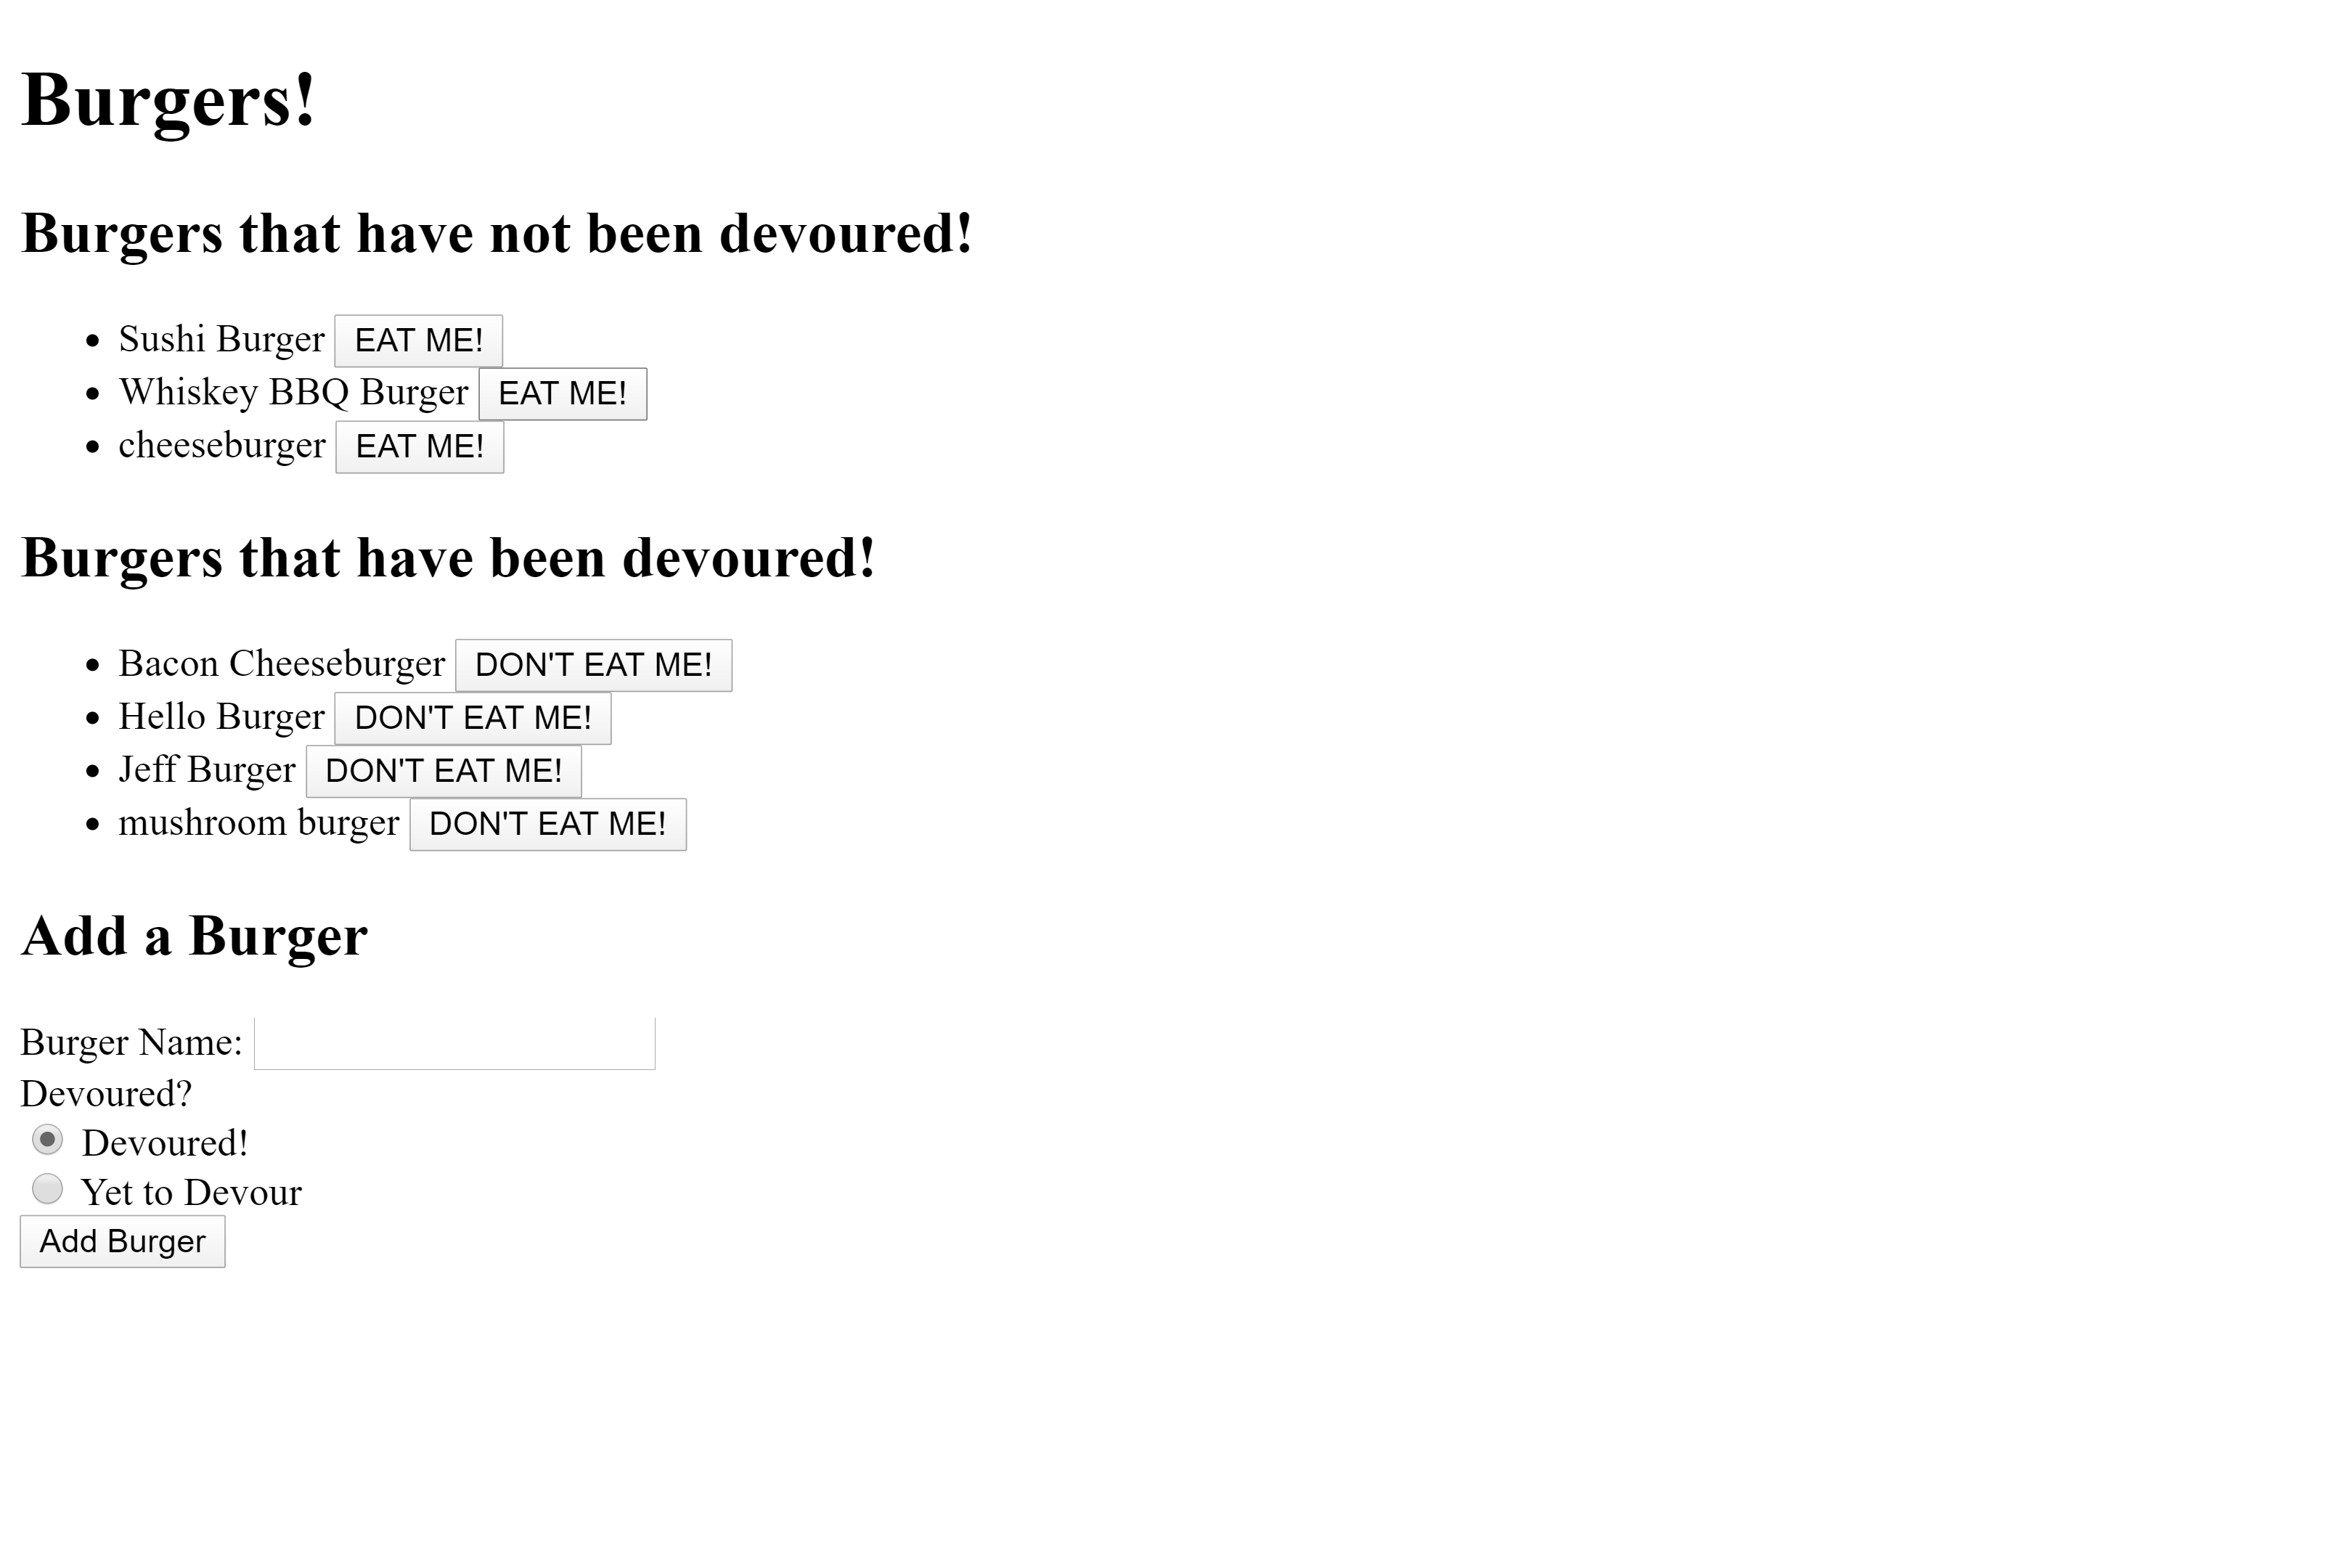 Burgers!
Burgers that have not been devoured!
Sushi Burger EAT ME!
Whiskey BBQ Burger EAT ME!
cheeseburger EAT ME!
Burgers that have been devoured!
Bacon Cheeseburger DON'T EAT ME!
Hello Burger DON'T EAT ME!
Jeff Burger DON'T EAT ME!
mushroom burger DON'T EAT ME!
Add a Burger
Burger Name:
Devoured?
Devoured!
Yet to Devour
Add Burger